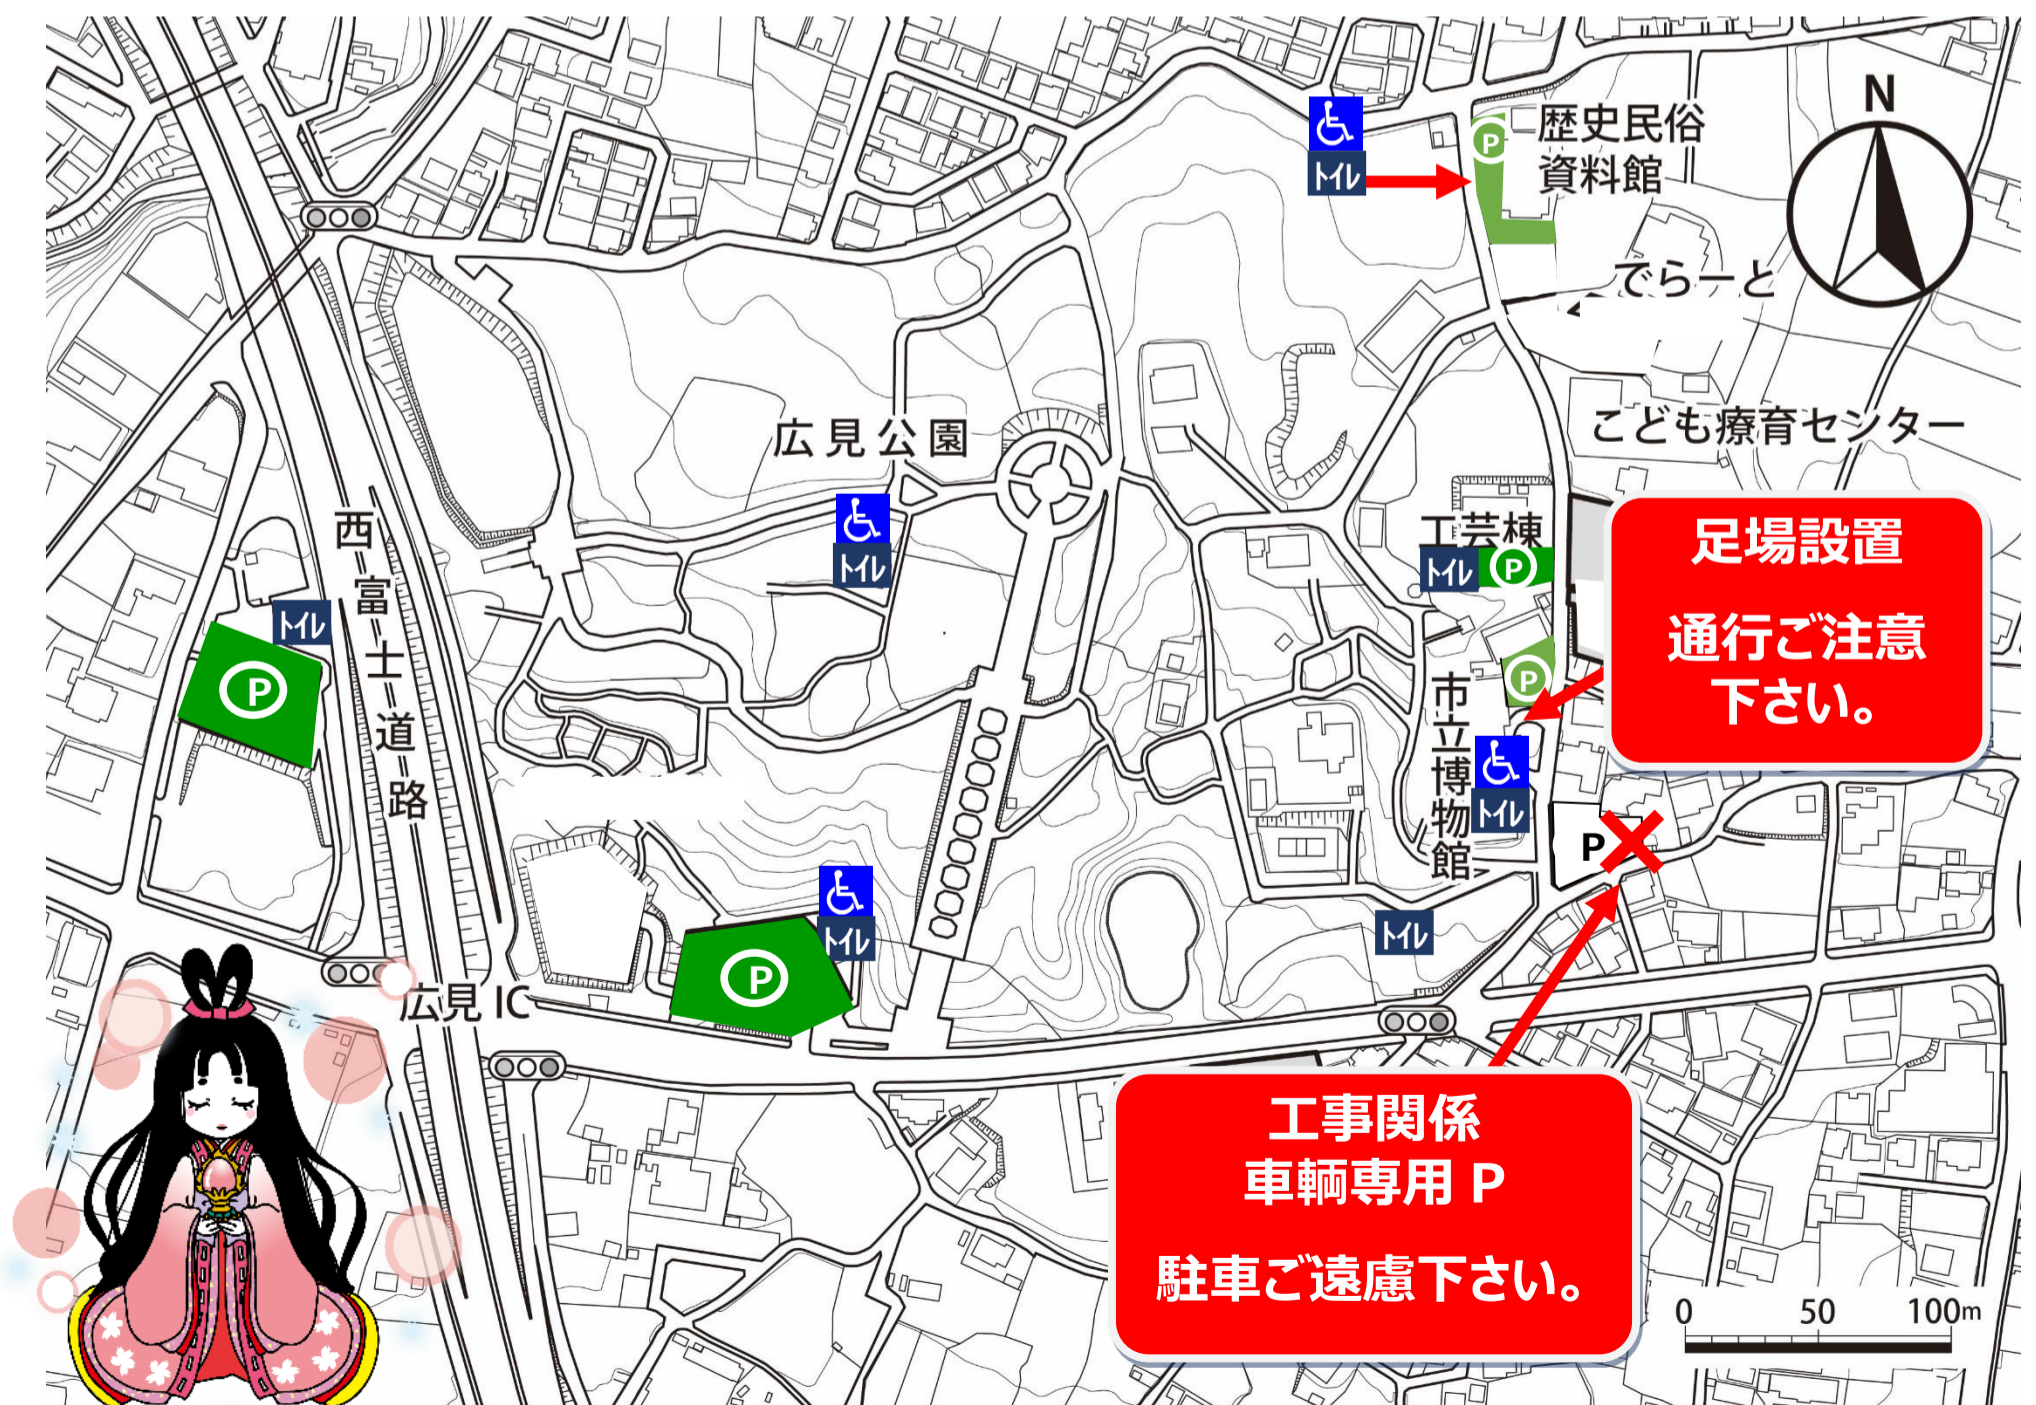 N
歴史民俗
資料館
P
トイレ
でらーと
こども療育センター
広見公園
トイレ
工芸棟
トイレ
P
足場設置
通行ご注意
下さい。
西富士道路
トイレ
P
P
市立博物館
トイレ
P
トイレ
P
トイレ
広見 IC
工事関係
車輌専用 P
駐車ご遠慮下さい。
0 50 100m